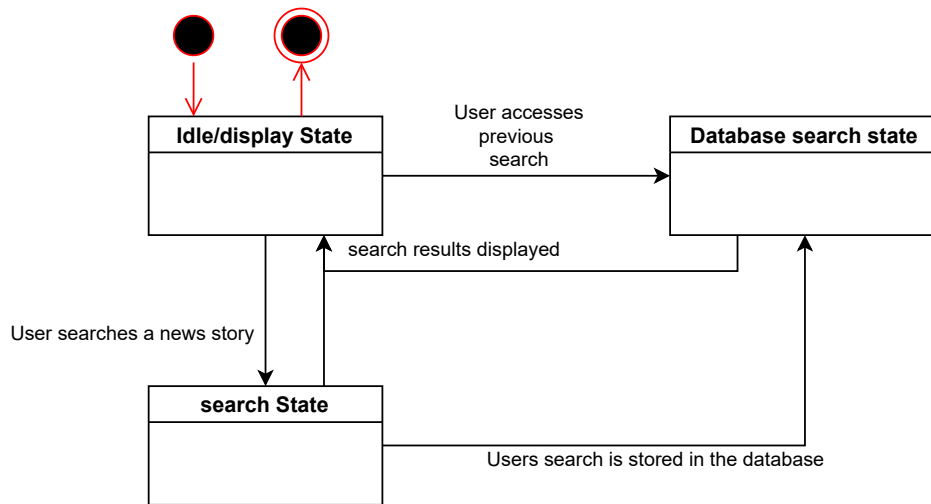 Idle/display State
User accesses
previous
search
Database search state
search results displayed
User searches a news story
search State
Users search is stored in the database